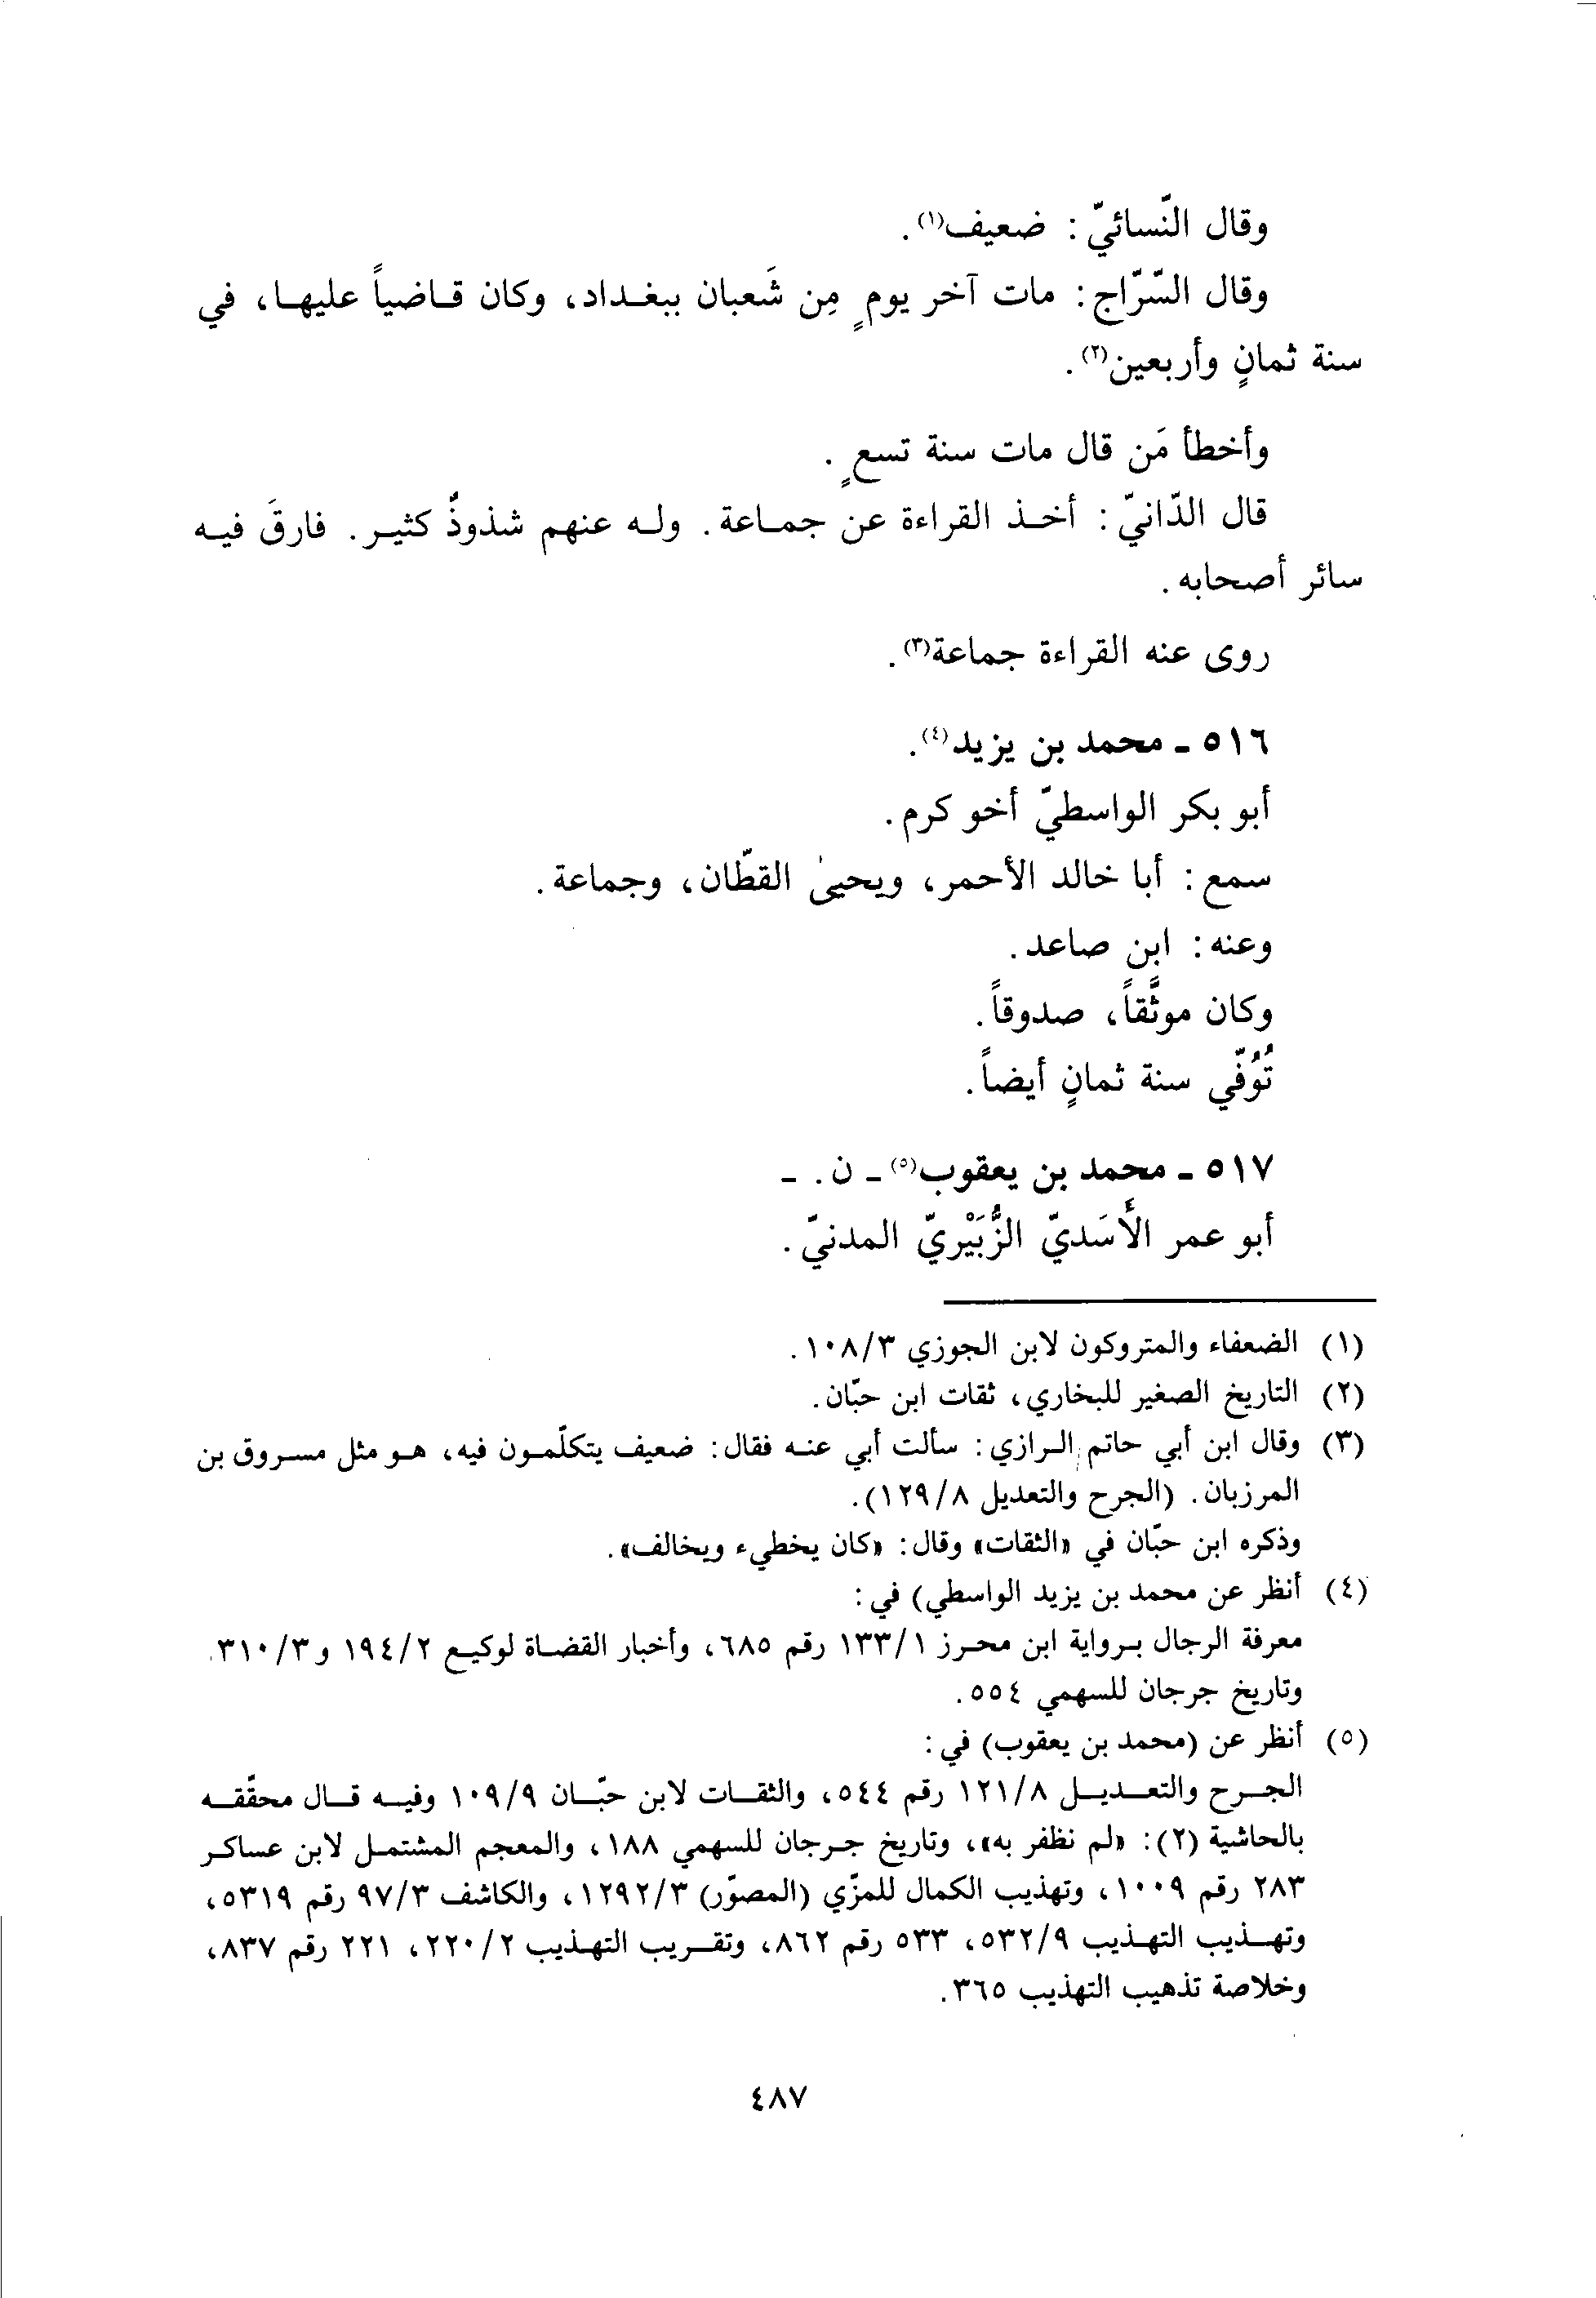 وقال النّسائيّ: ضعيف(١).
وقال السّرّاج: مات آخر يومٍ مِن شَعبان ببغداد، وكان قاضياً عليها، في
سنة ثمانٍ وأربعين(٢).
وأخطأ مَن قال مات سنة تسعٍ.
قال الدّانيّ: أخذ القراءة عن جماعة. وله عنهم شذوذٌ كثير. فارقَ فيه
سائر أصحابه.
روى عنه القراءة جماعة(٣).
٥١٦ - محمد بن يزيد(٤).
أبو بكر الواسطيّ أخو كرم.
سمع: أبا خالد الأحمر، ويحيىٰ القطّان، وجماعة.
وعنه: ابن صاعد.
وكان موثَّقاً، صدوقاً.
تُوُفّي سنة ثمانٍ أيضاً.
٥١٧ - محمد بن يعقوب(٥) - ن. -
أبو عمر الأَسَديّ الزُّبَيْريّ المدنيّ.
(١) الضعفاء والمتروكون لابن الجوزي ١٠٨/٣.
(٢) التاريخ الصغير للبخاري، ثقات ابن حبّان.
(٣) وقال ابن أبي حاتم الرازي: سألت أبي عنه فقال: ضعيف يتكلّمون فيه، هو مثل مسروق بن
المرزبان. (الجرح والتعديل ١٢٩/٨).
وذكره ابن حبّان في «الثقات» وقال: «كان يخطيء ويخالف».
(٤) أنظر عن محمد بن يزيد الواسطي) في:
معرفة الرجال برواية ابن محرز ١٣٣/١ رقم ٦٨٥، وأخبار القضاة لوكيع ١٩٤/٢ و٣١٠/٣.
وتاريخ جرجان للسهمي ٥٥٤.
(٥) أنظر عن (محمد بن يعقوب) في:
الجرح والتعديل ١٢١/٨ رقم ٥٤٤، والثقات لابن حبّان ١٠٩/٩ وفيه قال محقّقه
بالحاشية (٢): «لم نظفر به»، وتاريخ جرجان للسهمي ١٨٨، والمعجم المشتمل لابن عساكر
٢٨٣ رقم ١٠٠٩، وتهذيب الكمال للمزّي (المصوّر) ١٢٩٢/٣، والكاشف ٩٧/٣ رقم ٥٣١٩،
وتهذيب التهذيب ٥٣٢/٩، ٥٣٣ رقم ٨٦٢، وتقريب التهذيب ٢٢٠/٢، ٢٢١ رقم ٨٣٧،
وخلاصة تذهيب التهذيب ٣٦٥.
٤٨٧